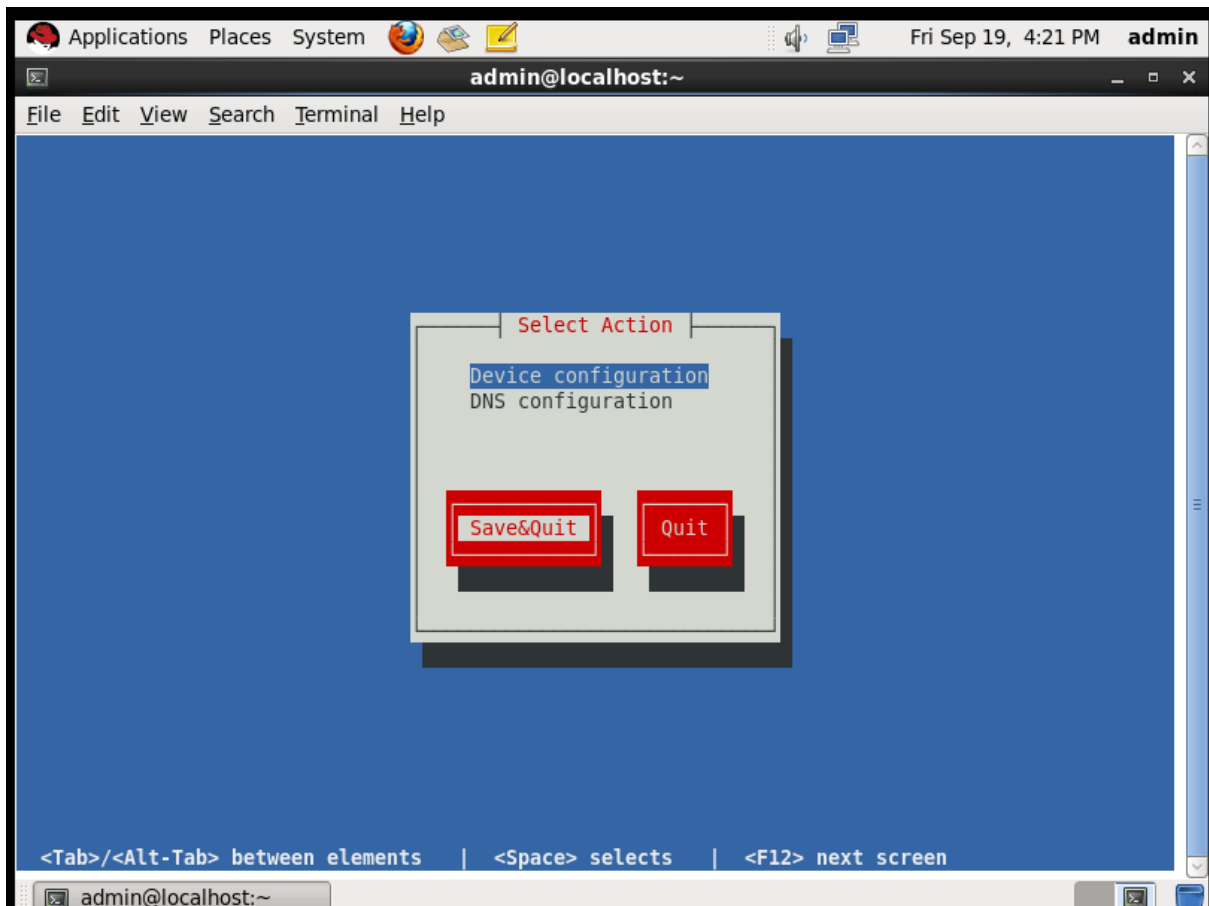 Applications Places System Fri Sep 19, 4:21 PM admin
admin@localhost:~
File Edit View Search Terminal Help
Select Action
Device configuration
DNS configuration
Save&Quit Quit
<Tab>/<Alt-Tab> between elements | <Space> selects | <F12> next screen
admin@localhost:~